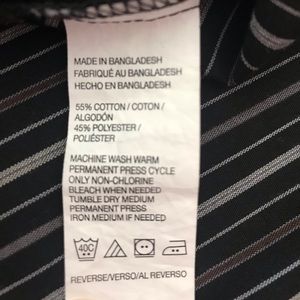 MADE IN BANGLADESH
FABRIQUÉ AU BANGLADESH
HECHO EN BANGLADESH
55% COTTON / COTON /
ALGODÓN
45% POLYESTER /
POLIÉSTER
MACHINE WASH WARM
PERMANENT PRESS CYCLE
ONLY NON-CHLORINE
BLEACH WHEN NEEDED
TUMBLE DRY MEDIUM
PERMANENT PRESS
IRON MEDIUM IF NEEDED
40C
REVERSE/VERSO/AL REVERSO